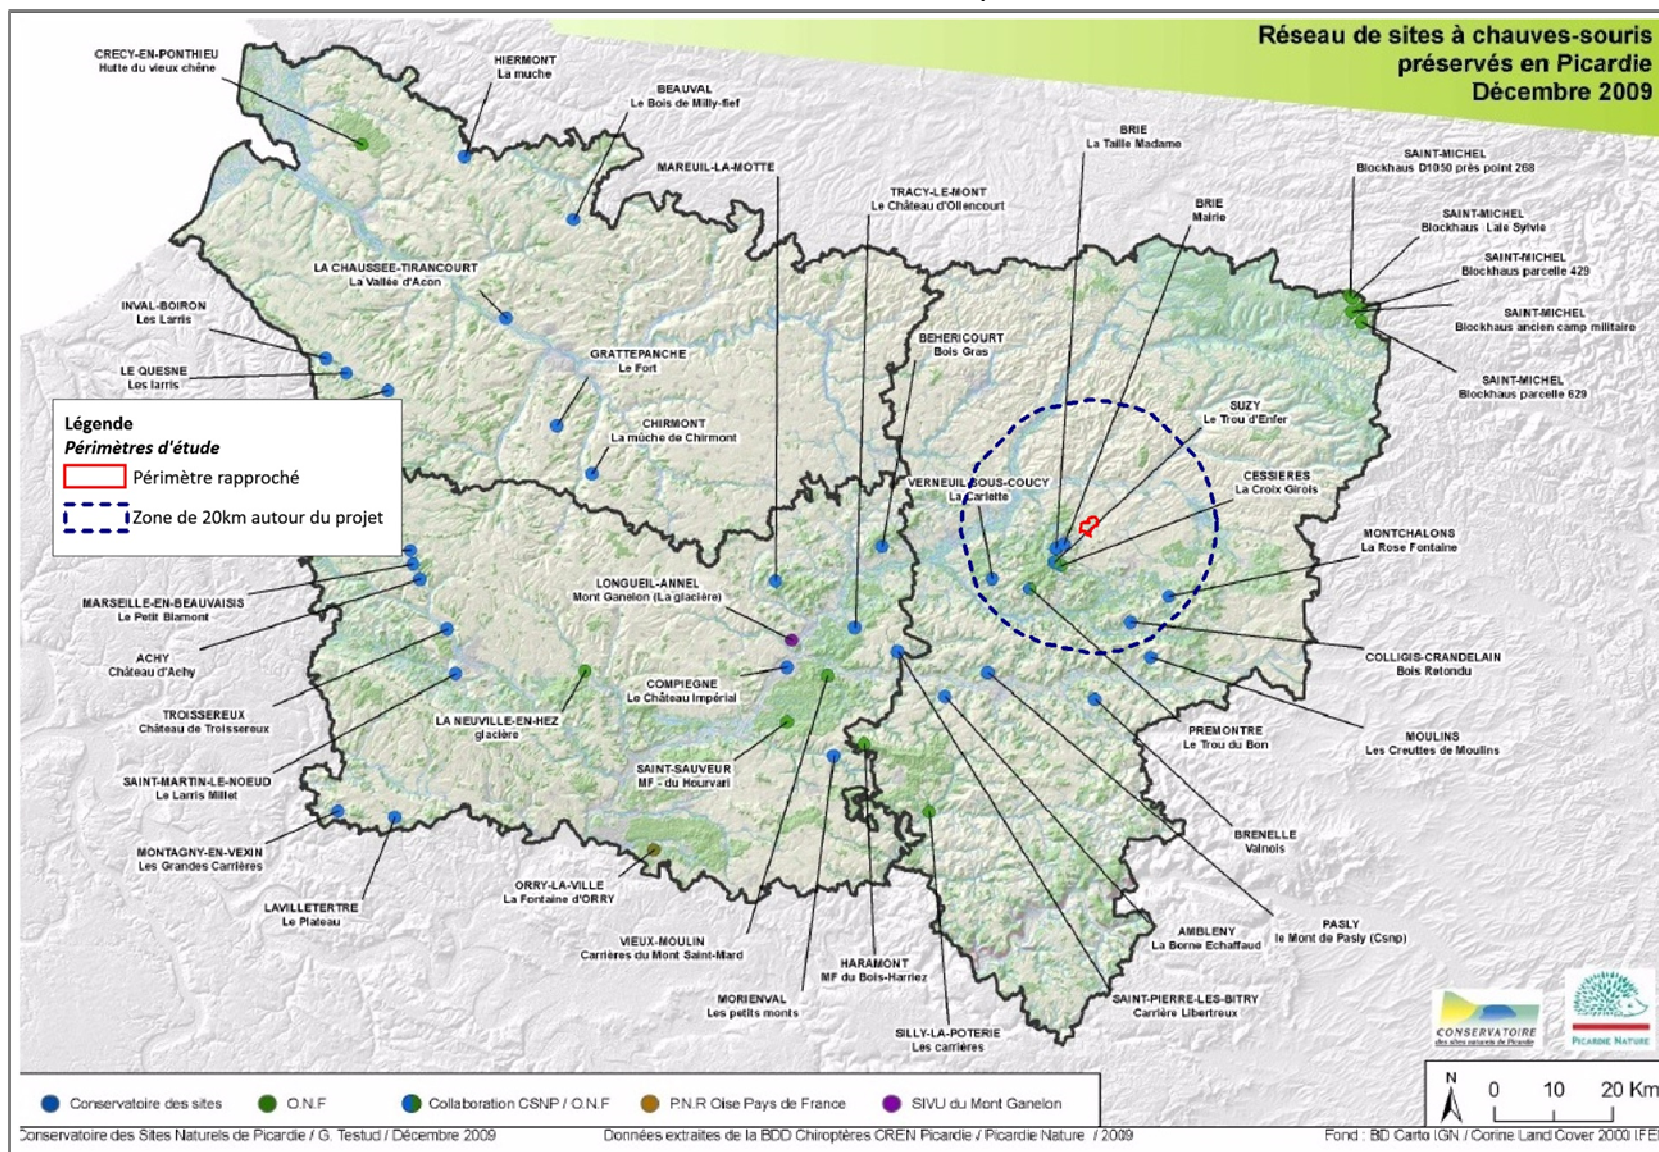 Réseau de sites à chauves-souris
préservés en Picardie
Décembre 2009
CRECY-EN-PONTHIEU
Hutte du vieux chêne
HIERMONT
La muche
BEAUVAL
Le Bois de Milly-fief
MAREUIL-LA-MOTTE
TRACY-LE-MONT
Le Château d'Ollencourt
BRIE
La Taille Madame
BRIE
Mairie
SAINT-MICHEL
Blockhaus D1050 près point 268
SAINT-MICHEL
Blockhaus Laie Sylvie
SAINT-MICHEL
Blockhaus parcelle 429
SAINT-MICHEL
Blockhaus ancien camp militaire
SAINT-MICHEL
Blockhaus parcelle 629
LA CHAUSSEE-TIRANCOURT
La Vallée d'Acon
INVAL-BOIRON
Les Larris
LE QUESNE
Les larris
GRATTEPANCHE
Le Fort
BEHERICOURT
Bois Gras
CHIRMONT
La mûche de Chirmont
SUZY
Le Trou d'Enfer
VERNEUIL-SOUS-COUCY
La Carlette
CESSIERES
La Croix Girois
MONTCHALONS
La Rose Fontaine
Légende
Périmètres d'étude
Périmètre rapproché
Zone de 20km autour du projet
MARSEILLE-EN-BEAUVAISIS
Le Petit Blamont
ACHY
Château d'Achy
TROISSEREUX
Château de Troissereux
SAINT-MARTIN-LE-NOEUD
Le Larris Millet
LONGUEIL-ANNEL
Mont Ganelon (La glacière)
COMPIEGNE
Le Château Impérial
LA NEUVILLE-EN-HEZ
glacière
SAINT-SAUVEUR
MF - du Hourvari
COLLIGIS-CRANDELAIN
Bois Retondu
PREMONTRE
Le Trou du Bon
MOULINS
Les Creuttes de Moulins
MONTAGNY-EN-VEXIN
Les Grandes Carrières
LAVILLETERTRE
Le Plateau
ORRY-LA-VILLE
La Fontaine d'ORRY
VIEUX-MOULIN
Carrières du Mont Saint-Mard
MORIENVAL
Les petits monts
HARAMONT
MF du Bois-Harriez
SILLY-LA-POTERIE
Les carrières
BRENELLE
Valnois
PASLY
le Mont de Pasly (Csnp)
AMBLENY
La Borne Echaffaud
SAINT-PIERRE-LES-BITRY
Carrière Libertreux
CONSERVATOIRE
des sites naturels de Picardie
PICARDIE NATURE
Conservatoire des sites
O.N.F
Collaboration CSNP / O.N.F
P.N.R Oise Pays de France
SIVU du Mont Ganelon
N
0 10 20 Km
Conservatoire des Sites Naturels de Picardie / G. Testud / Décembre 2009
Données extraites de la BDD Chiroptères CREN Picardie / Picardie Nature / 2009
Fond : BD Carto IGN / Corine Land Cover 2000 IFE